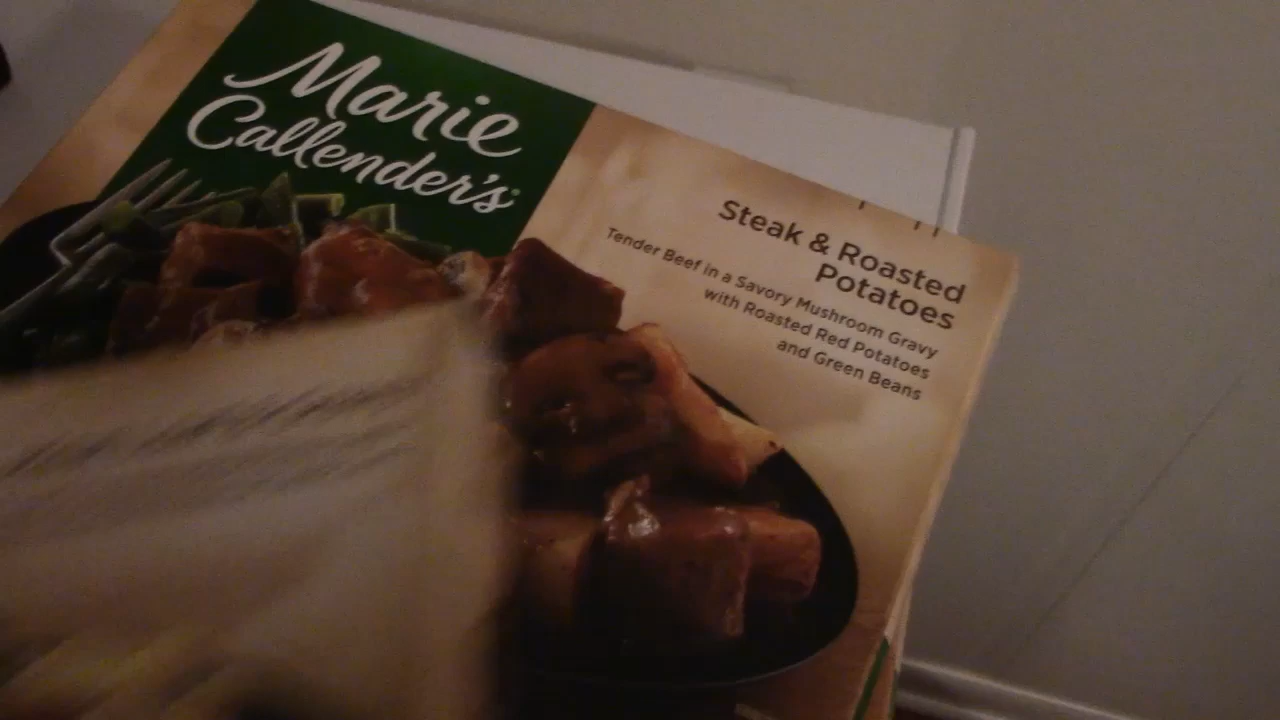 Marie
Callender's
Steak & Roasted
Potatoes
Tender Beef in a Savory Mushroom Gravy
with Roasted Red Potatoes
and Green Beans